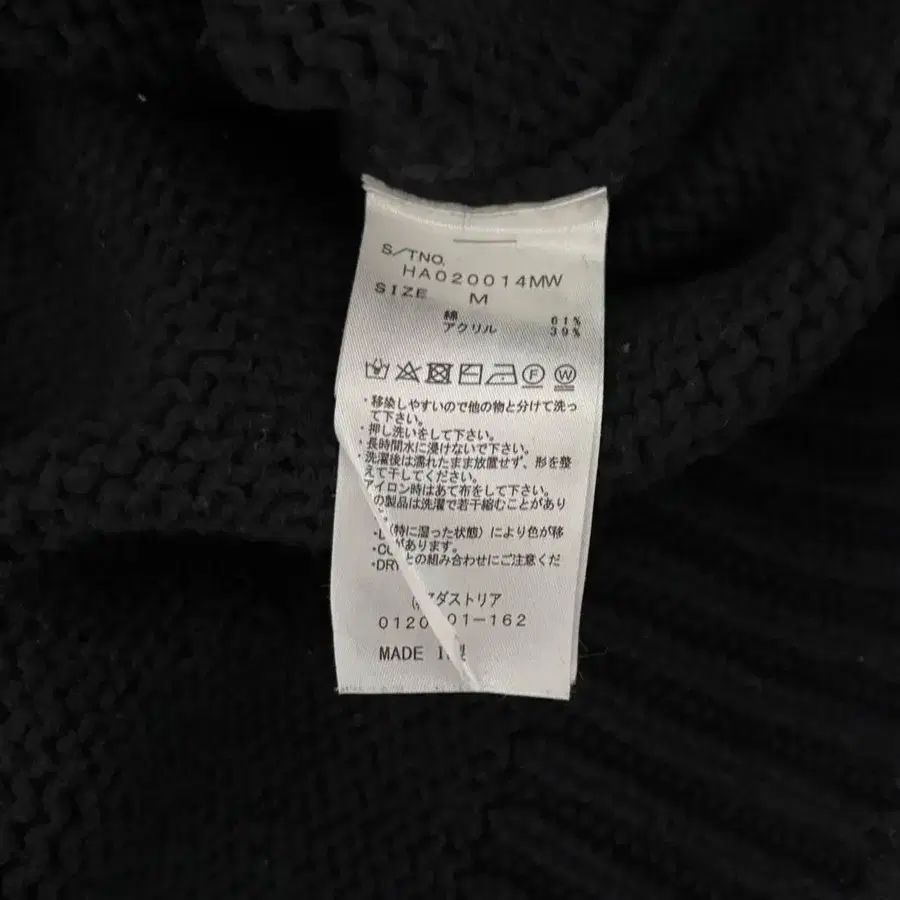 S/TNO.
HA020014MW
SIZE M
綿 61%
アクリル 39%
F W
・移染しやすいので他の物と分けて洗っ
て下さい。
・押し洗いをして下さい。
・長時間水に浸けないで下さい。
・洗濯後は濡れたまま放置せず、形を整
えて干してください。
アイロン時はあて布をして下さい。
の製品は洗濯で若干縮むことがあり
(特に湿った状態)により色が移
があります。
・DRY との組み合わせにご注意くだ
アダストリア
0120 01-162
MADE